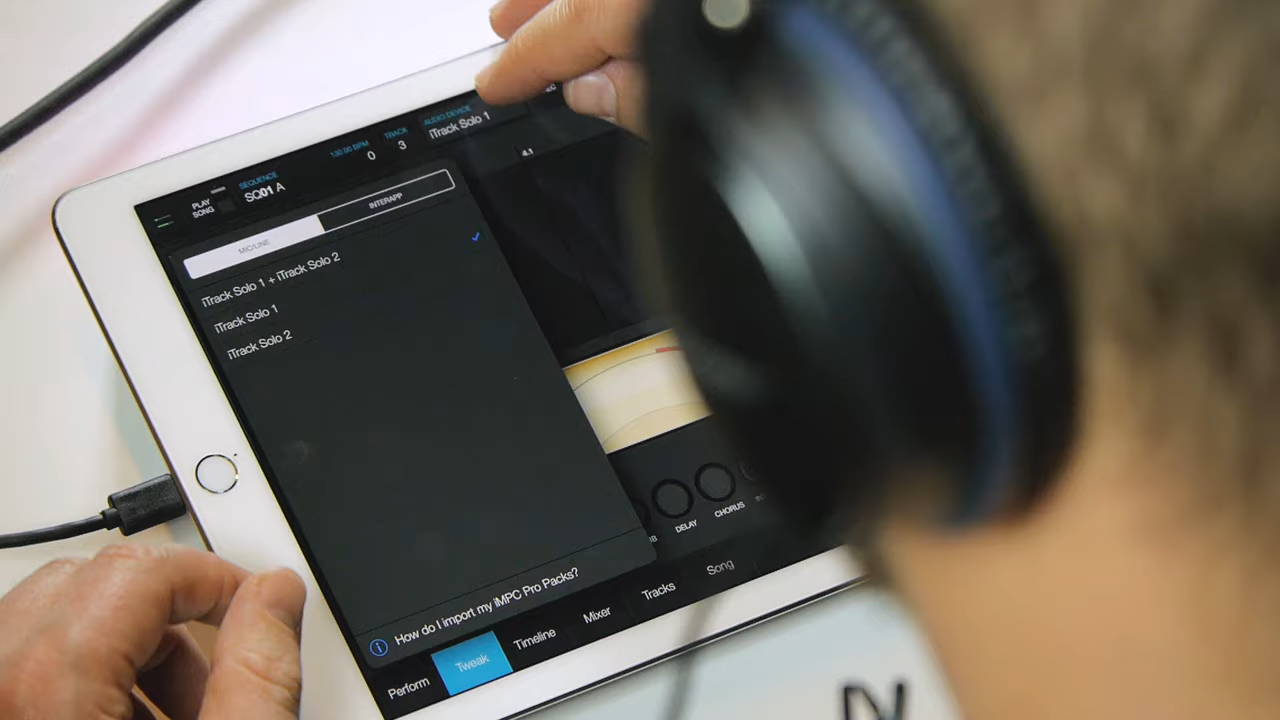 PLAY
SONG
SEQUENCE
SQ01 A
130.00 BPM
0
TRACK
3
AUDIO DEVICE
iTrack Solo 1
4.1
MIC/LINE
INTERAPP
iTrack Solo 1 + iTrack Solo 2
iTrack Solo 1
iTrack Solo 2
DELAY
CHORUS
How do I import my iMPC Pro Packs?
Perform
Tweak
Timeline
Mixer
Tracks
Song